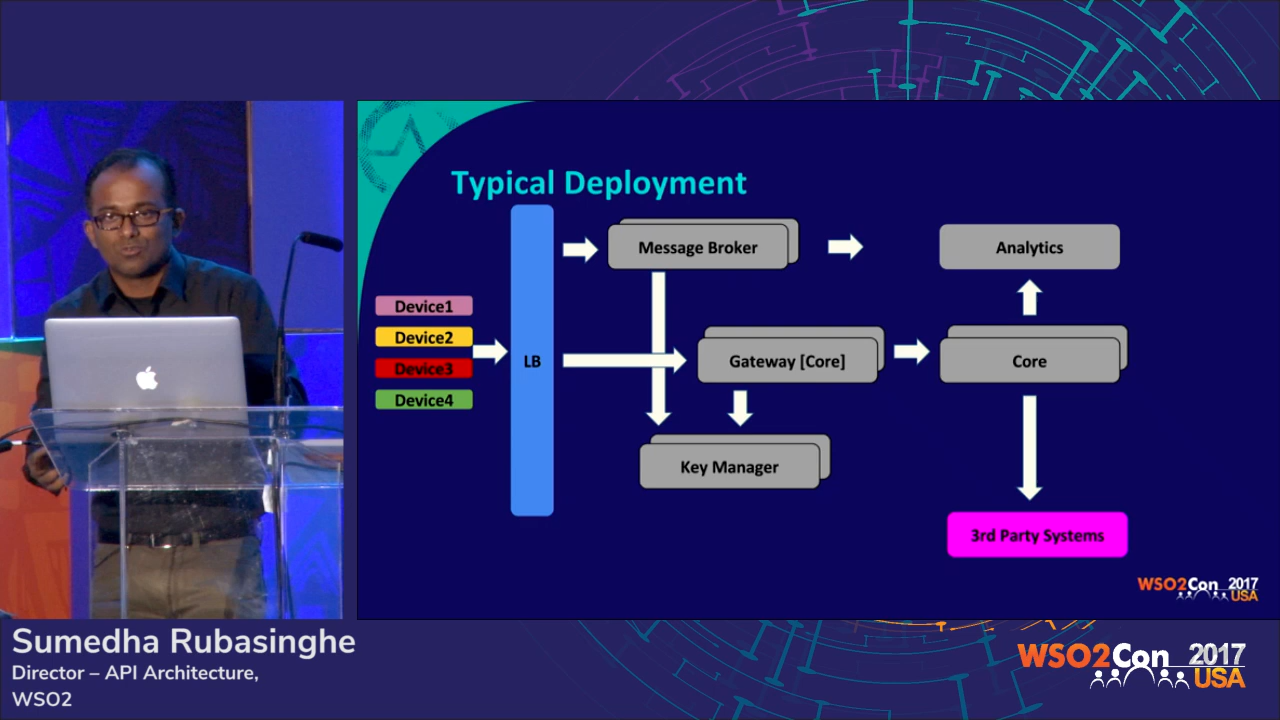 Typical Deployment
Message Broker
Analytics
Device1
Device2
Device3
Device4
LB
Gateway [Core]
Core
Key Manager
3rd Party Systems
WSO2Con 2017
USA
Sumedha Rubasinghe
Director – API Architecture,
WSO2
WSO2Con 2017
USA